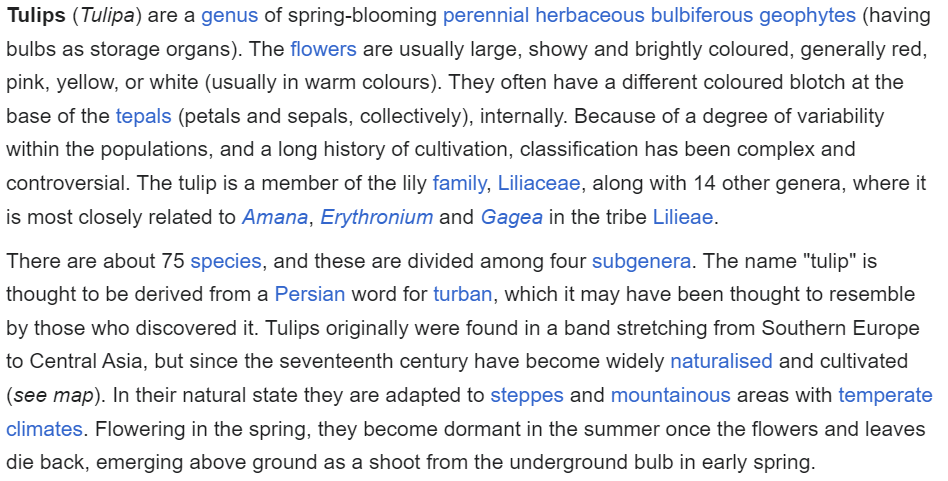 Tulips (Tulipa) are a genus of spring-blooming perennial herbaceous bulbiferous geophytes (having
bulbs as storage organs). The flowers are usually large, showy and brightly coloured, generally red,
pink, yellow, or white (usually in warm colours). They often have a different coloured blotch at the
base of the tepals (petals and sepals, collectively), internally. Because of a degree of variability
within the populations, and a long history of cultivation, classification has been complex and
controversial. The tulip is a member of the lily family, Liliaceae, along with 14 other genera, where it
is most closely related to Amana, Erythronium and Gagea in the tribe Lilieae.
There are about 75 species, and these are divided among four subgenera. The name "tulip" is
thought to be derived from a Persian word for turban, which it may have been thought to resemble
by those who discovered it. Tulips originally were found in a band stretching from Southern Europe
to Central Asia, but since the seventeenth century have become widely naturalised and cultivated
(see map). In their natural state they are adapted to steppes and mountainous areas with temperate
climates. Flowering in the spring, they become dormant in the summer once the flowers and leaves
die back, emerging above ground as a shoot from the underground bulb in early spring.